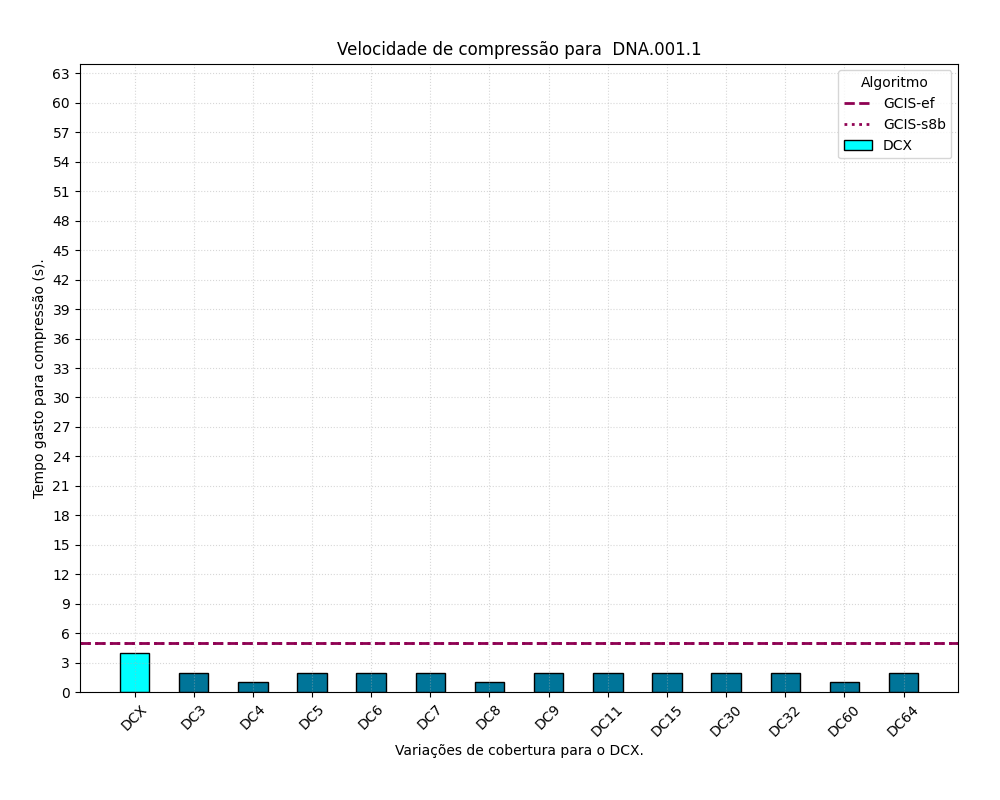 Velocidade de compressão para  DNA.001.1
Algoritmo
GCIS-ef
GCIS-s8b
DCX
Tempo gasto para compressão (s).
63
60
57
54
51
48
45
42
39
36
33
30
27
24
21
18
15
12
9
6
3
0
DCX
DC3
DC4
DC5
DC6
DC7
DC8
DC9
DC11
DC15
DC30
DC32
DC60
DC64
Variações de cobertura para o DCX.